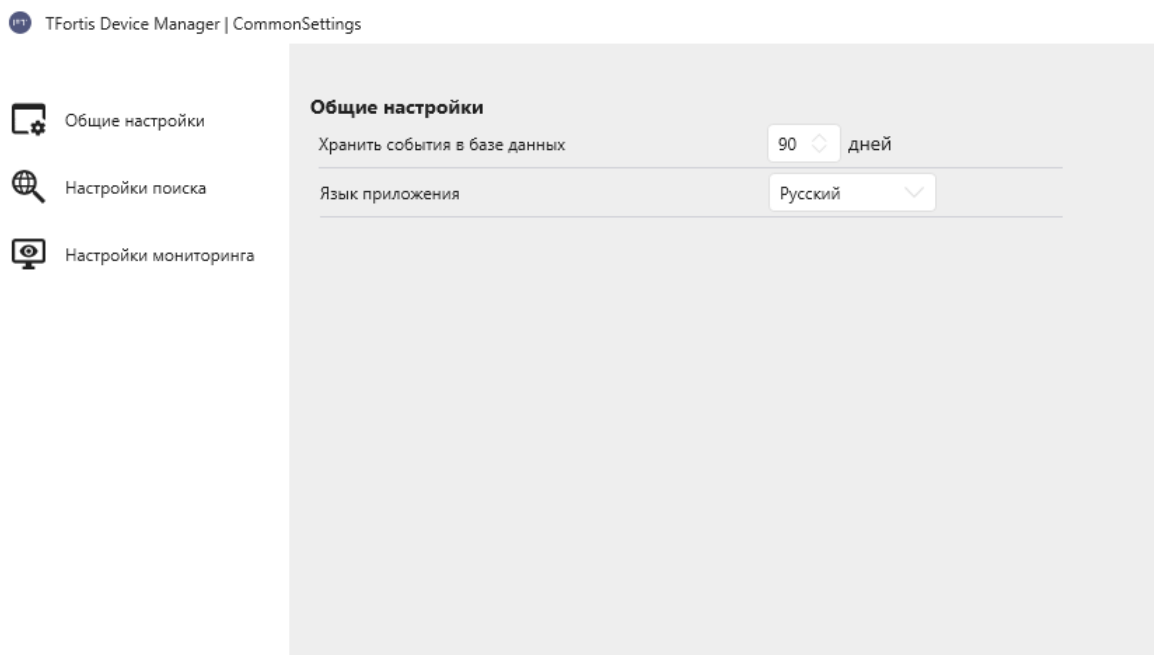 TFortis Device Manager | CommonSettings
Общие настройки
Настройки поиска
Настройки мониторинга
Общие настройки
Хранить события в базе данных 90 дней
Язык приложения Русский